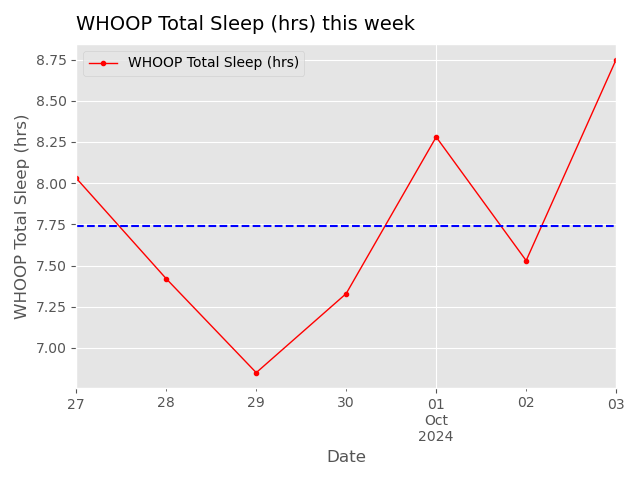 WHOOP Total Sleep (hrs) this week
WHOOP Total Sleep (hrs)
WHOOP Total Sleep (hrs)
8.75
8.50
8.25
8.00
7.75
7.50
7.25
7.00
27 28 29 30 01 02 03
Oct
2024
Date